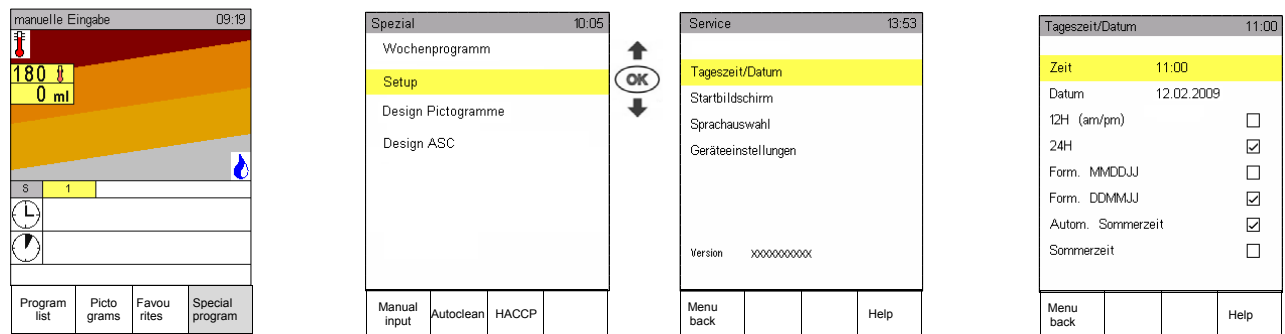 manuelle Eingabe 09:19
180
0 ml
S 1
Program list
Picto grams
Favou rites
Special program
Spezial 10:05
Wochenprogramm
Setup
Design Pictogramme
Design ASC
Manual input
Autoclean
HACCP
OK
Service 13:53
Tageszeit/Datum
Startbildschirm
Sprachauswahl
Geräteeinstellungen
Version XXXXXXXXXX
Menu back
Help
Tageszeit/Datum 11:00
Zeit 11:00
Datum 12.02.2009
12H (am/pm)
24H
Form. MMDDJJ
Form. DDMMJJ
Autom. Sommerzeit
Sommerzeit
Menu back
Help